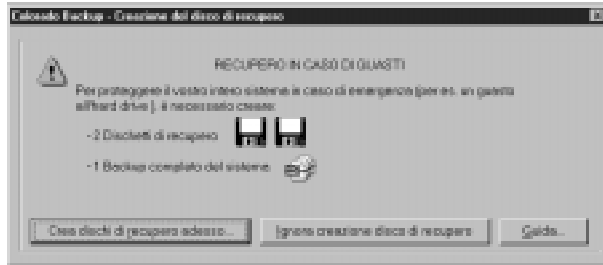 Colorado Backup - Creazione del disco di recupero
RECUPERO IN CASO DI GUASTI
Per proteggere il vostro intero sistema in caso di emergenza (per es. un guasto
all'hard drive ), è necessario creare:
- 2 Dischetti di recupero
- 1 Backup completo del sistema
Crea dischi di recupero adesso...
Ignora creazione disco di recupero
Guida...